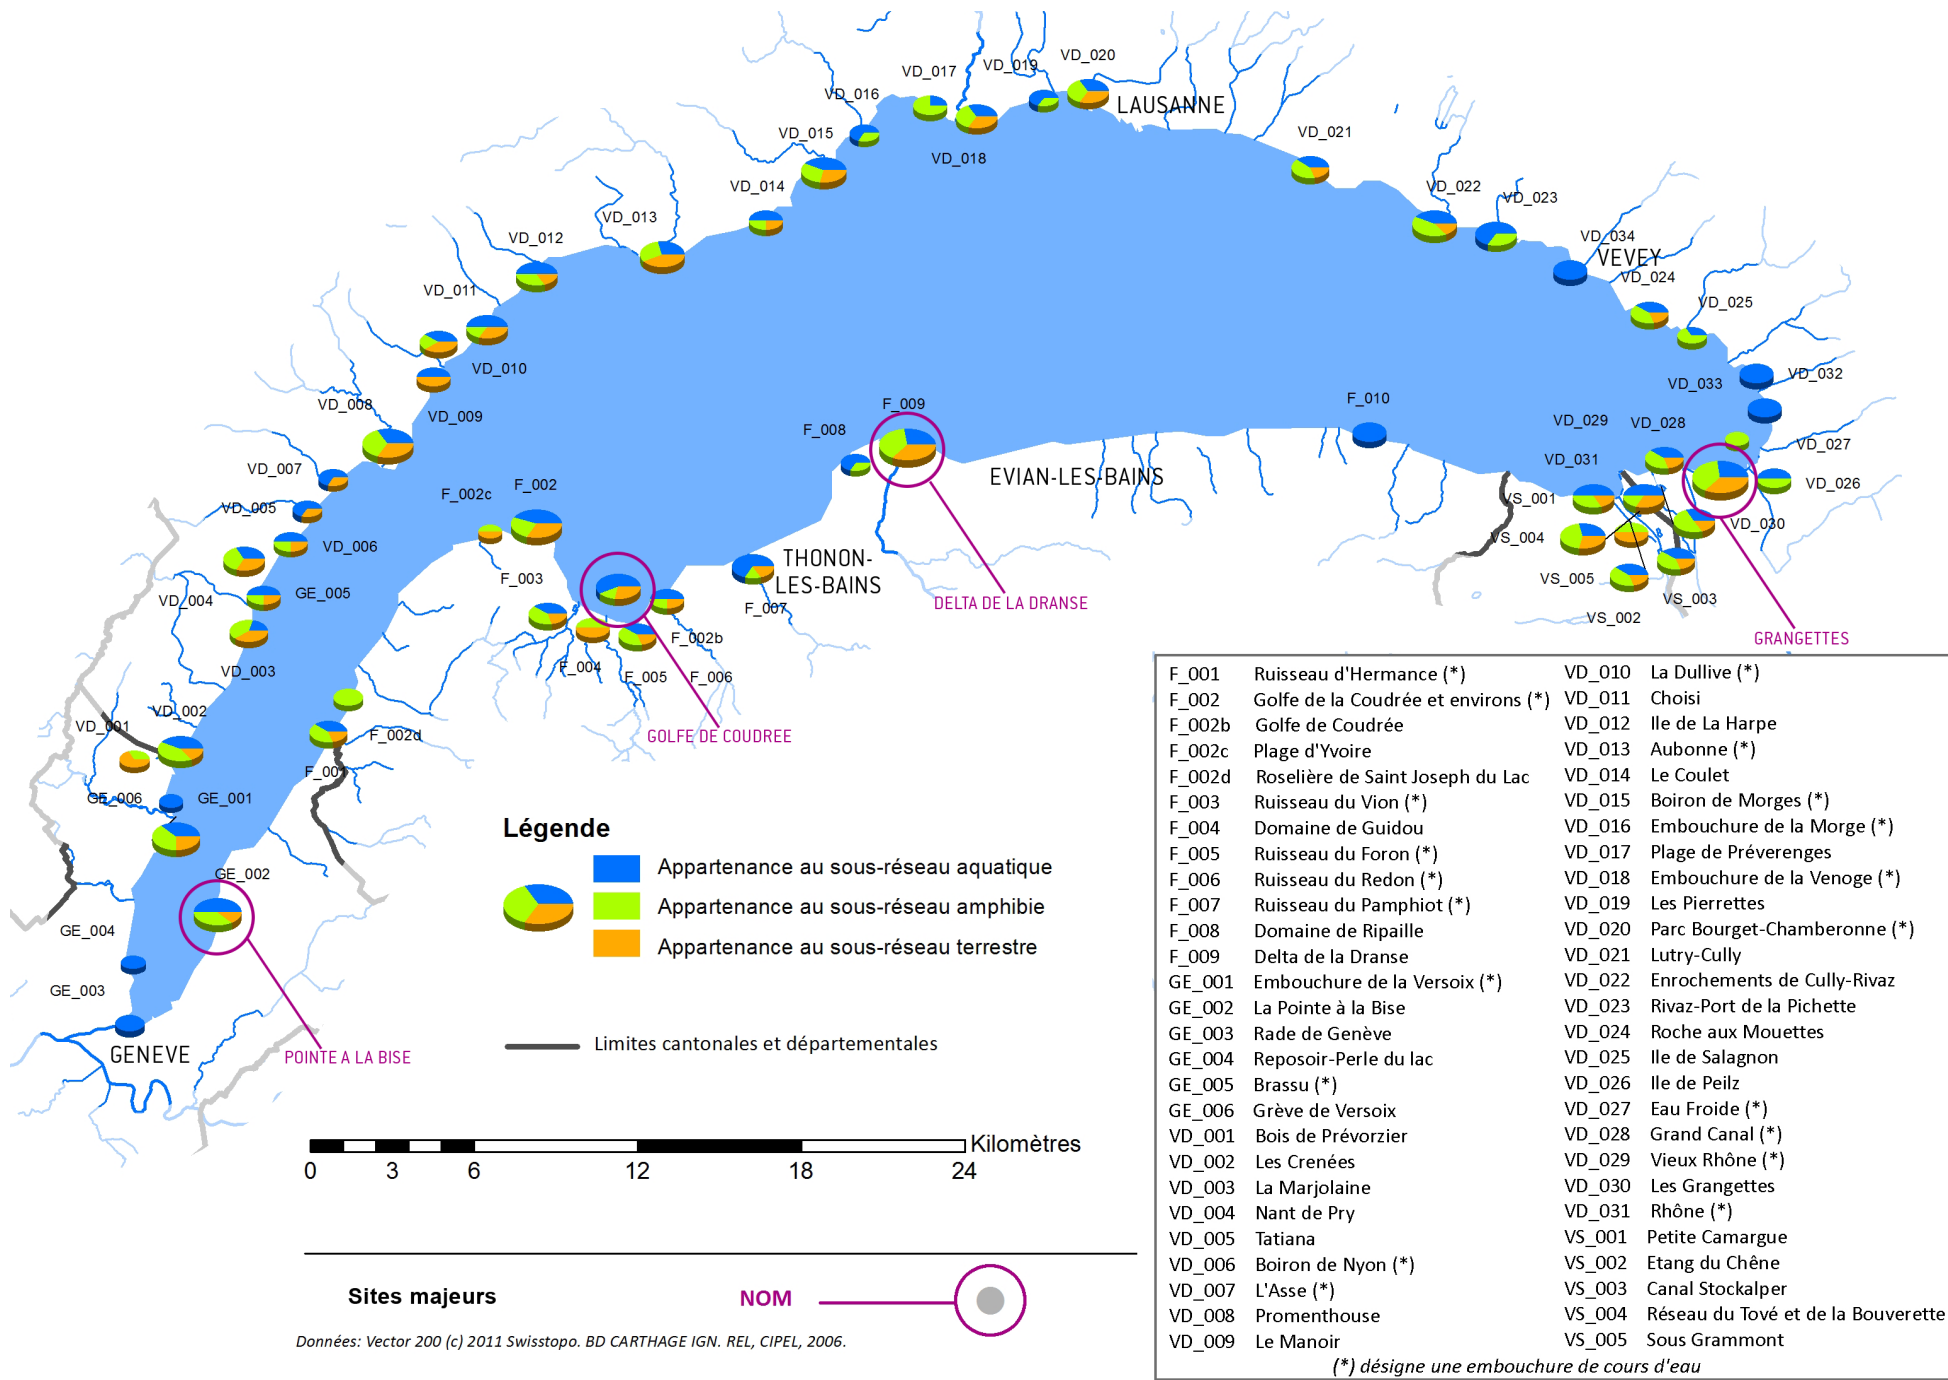 VD_020
VD_019
VD_017
VD_016
LAUSANNE
VD_015
VD_021
VD_018
VD_014
VD_022
VD_023
VD_013
VD_034
VD_012
VEVEY
VD_024
VD_011
VD_025
VD_010
VD_032
VD_033
VD_008
VD_009
F_009
F_010
VD_029
VD_028
F_008
VD_027
VD_031
VD_007
EVIAN-LES-BAINS
VD_026
F_002c
F_002
VS_001
VD_005
VD_030
VD_006
VS_004
THONON-
LES-BAINS
F_003
VS_005
GE_005
VD_004
DELTA DE LA DRANSE
VS_003
F_007
VS_002
F_002b
GRANGETTES
VD_003
F_004
F_005
F_006
VD_002
VD_001
F_002d
GOLFE DE COUDREE
F_001
GE_006
GE_001
GE_002
GE_004
GE_003
GENEVE
POINTE A LA BISE
Légende
Appartenance au sous-réseau aquatique
Appartenance au sous-réseau amphibie
Appartenance au sous-réseau terrestre
Limites cantonales et départementales
Kilomètres
0 3 6 12 18 24
Sites majeurs
NOM
Données: Vector 200 (c) 2011 Swisstopo. BD CARTHAGE IGN. REL, CIPEL, 2006.
F_001 Ruisseau d'Hermance (*)
F_002 Golfe de la Coudrée et environs (*)
F_002b Golfe de Coudrée
F_002c Plage d'Yvoire
F_002d Roselière de Saint Joseph du Lac
F_003 Ruisseau du Vion (*)
F_004 Domaine de Guidou
F_005 Ruisseau du Foron (*)
F_006 Ruisseau du Redon (*)
F_007 Ruisseau du Pamphiot (*)
F_008 Domaine de Ripaille
F_009 Delta de la Dranse
GE_001 Embouchure de la Versoix (*)
GE_002 La Pointe à la Bise
GE_003 Rade de Genève
GE_004 Reposoir-Perle du lac
GE_005 Brassu (*)
GE_006 Grève de Versoix
VD_001 Bois de Prévorzier
VD_002 Les Crenées
VD_003 La Marjolaine
VD_004 Nant de Pry
VD_005 Tatiana
VD_006 Boiron de Nyon (*)
VD_007 L'Asse (*)
VD_008 Promenthouse
VD_009 Le Manoir
VD_010 La Dullive (*)
VD_011 Choisi
VD_012 Ile de La Harpe
VD_013 Aubonne (*)
VD_014 Le Coulet
VD_015 Boiron de Morges (*)
VD_016 Embouchure de la Morge (*)
VD_017 Plage de Préverenges
VD_018 Embouchure de la Venoge (*)
VD_019 Les Pierrettes
VD_020 Parc Bourget-Chamberonne (*)
VD_021 Lutry-Cully
VD_022 Enrochements de Cully-Rivaz
VD_023 Rivaz-Port de la Pichette
VD_024 Roche aux Mouettes
VD_025 Ile de Salagnon
VD_026 Ile de Peilz
VD_027 Eau Froide (*)
VD_028 Grand Canal (*)
VD_029 Vieux Rhône (*)
VD_030 Les Grangettes
VD_031 Rhône (*)
VS_001 Petite Camargue
VS_002 Etang du Chêne
VS_003 Canal Stockalper
VS_004 Réseau du Tové et de la Bouverette
VS_005 Sous Grammont
(*) désigne une embouchure de cours d'eau